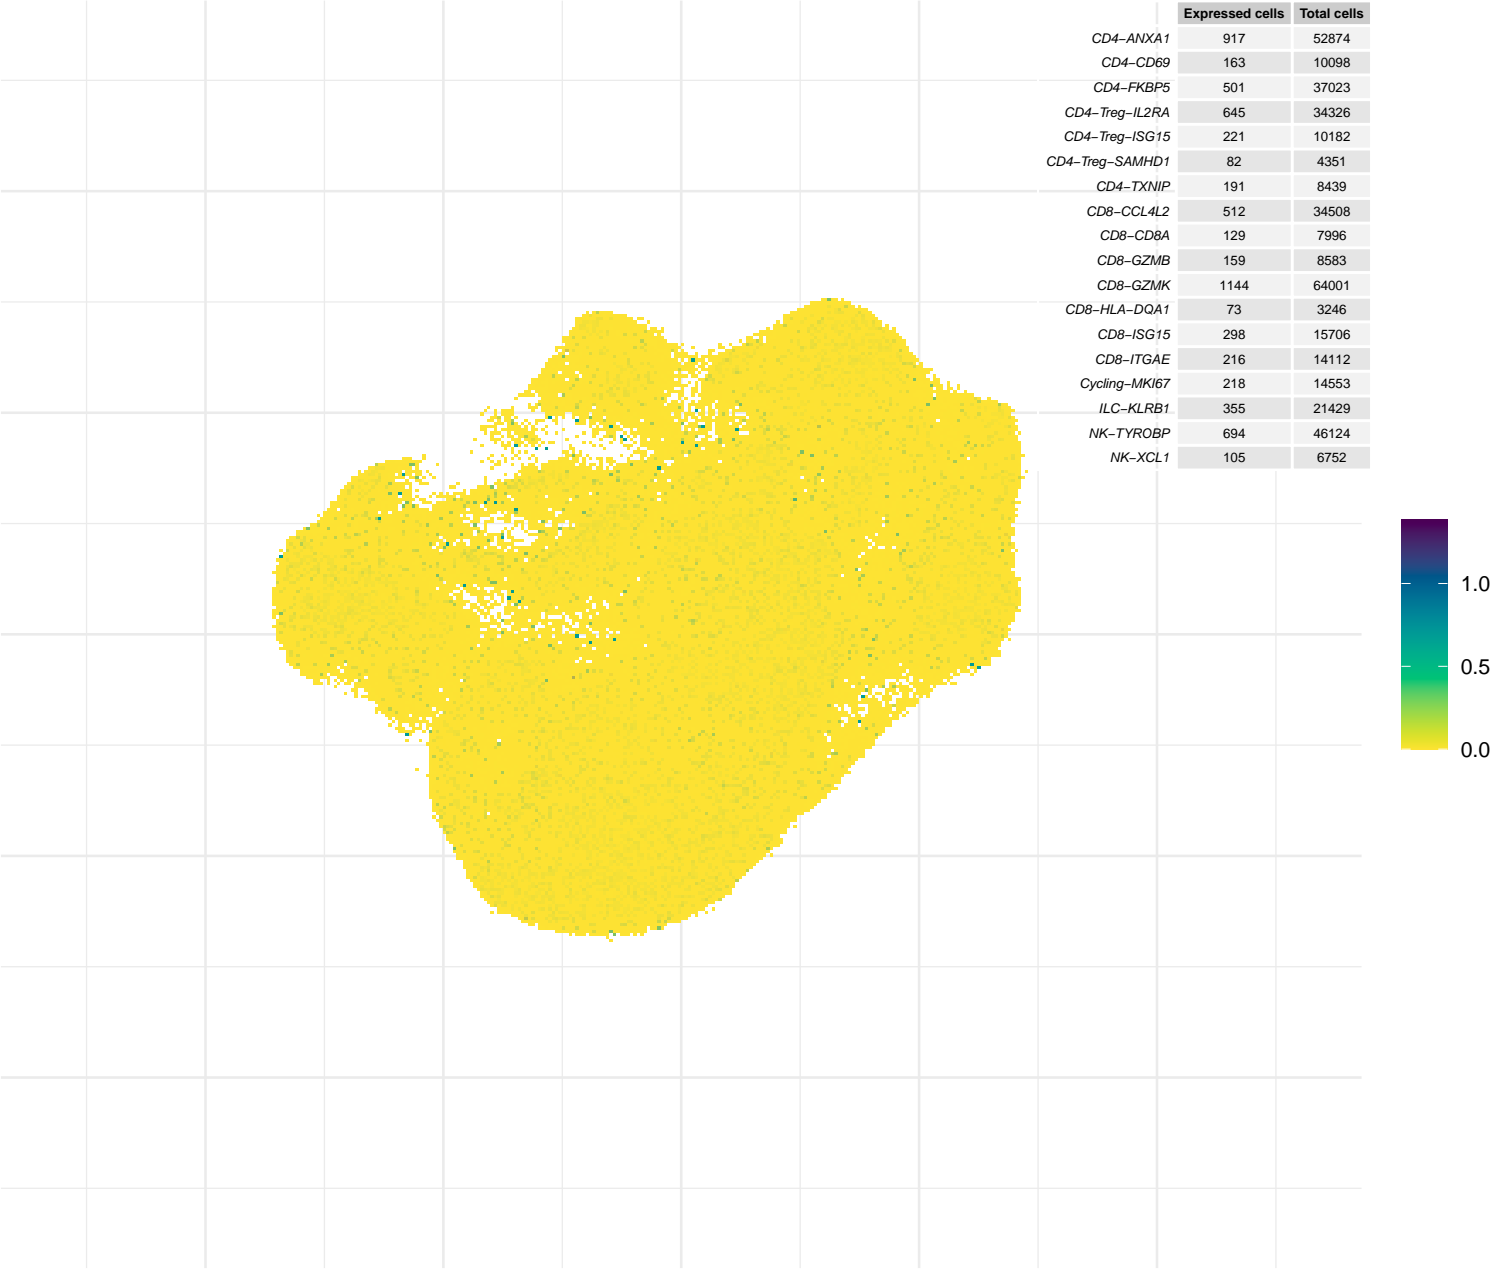 Expressed cells Total cells
CD4−ANXA1 917 52874
CD4−CD69 163 10098
CD4−FKBP5 501 37023
CD4−Treg−IL2RA 645 34326
CD4−Treg−ISG15 221 10182
CD4−Treg−SAMHD1 82 4351
CD4−TXNIP 191 8439
CD8−CCL4L2 512 34508
CD8−CD8A 129 7996
CD8−GZMB 159 8583
CD8−GZMK 1144 64001
CD8−HLA−DQA1 73 3246
CD8−ISG15 298 15706
CD8−ITGAE 216 14112
Cycling−MKI67 218 14553
ILC−KLRB1 355 21429
NK−TYROBP 694 46124
NK−XCL1 105 6752
1.0
0.5
0.0